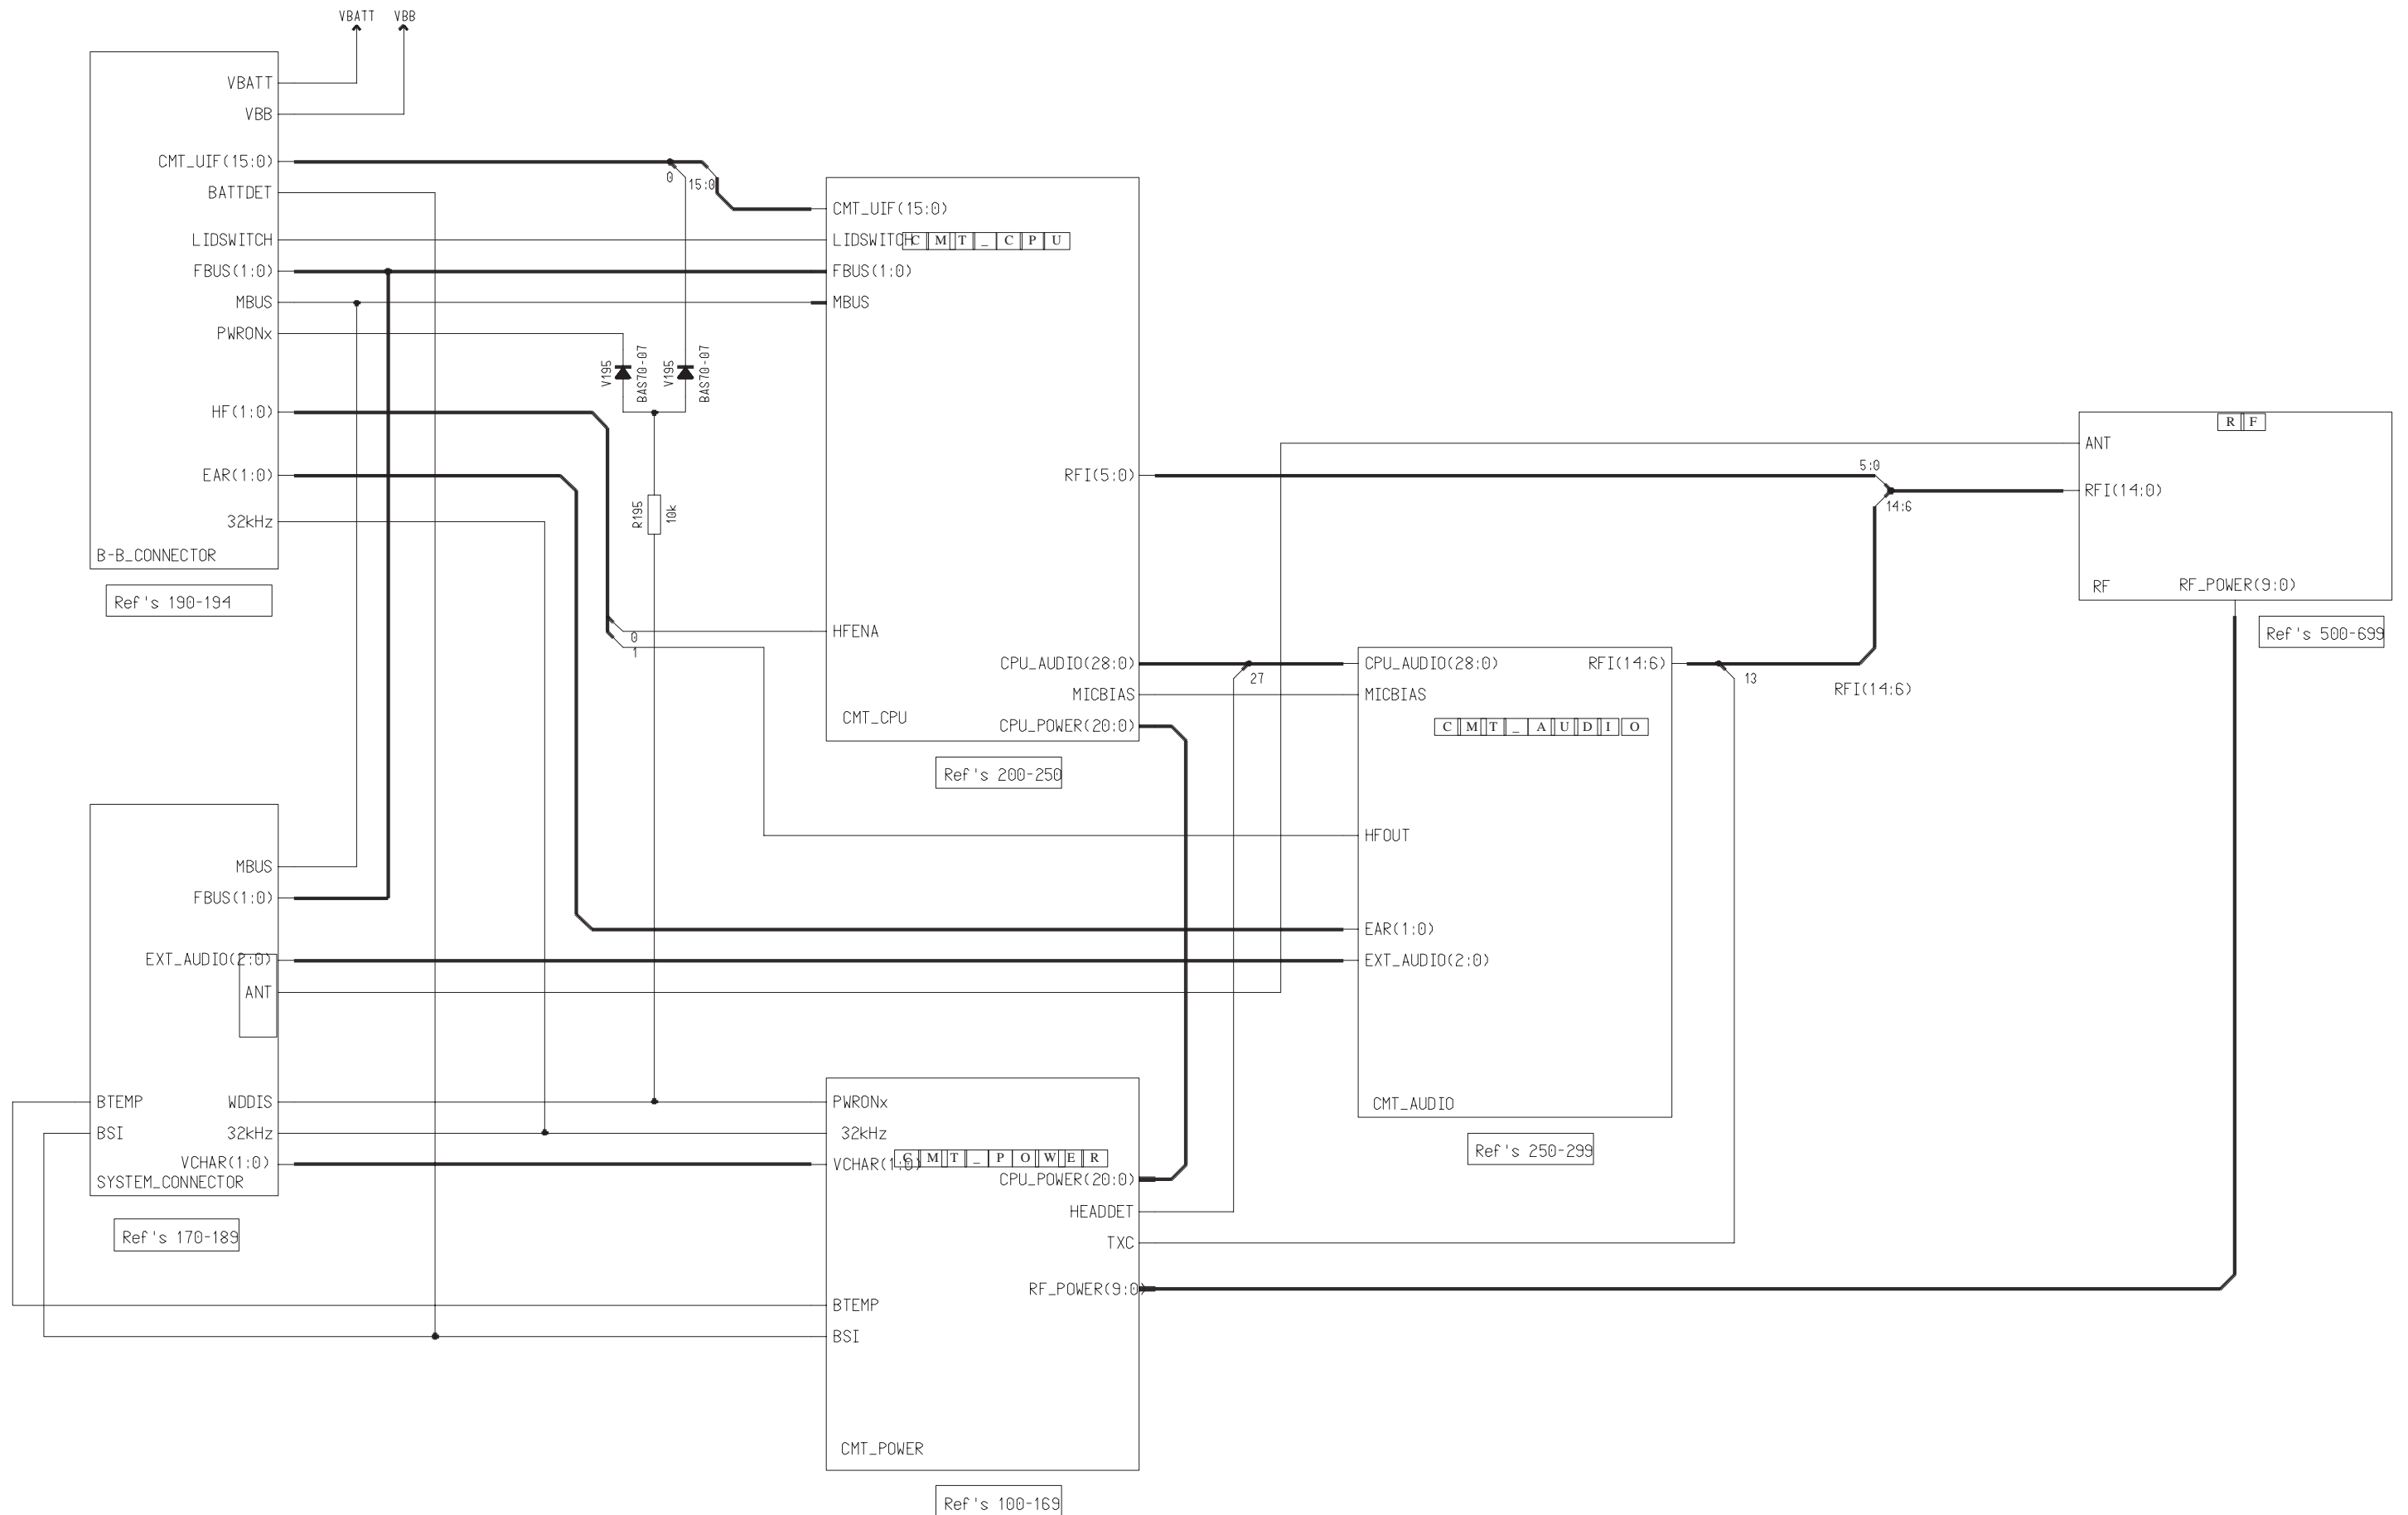 VBATT VBB
VBATT
VBB
CMT_UIF(15:0)
BATTDET
LIDSWITCH
FBUS(1:0)
MBUS
PWRONx
HF(1:0)
EAR(1:0)
32kHz
B-B_CONNECTOR
Ref's 190-194
0
15:0
V195
BAS70-07
V195
BAS70-07
R195
10k
0
1
CMT_UIF(15:0)
LIDSWITCH
CMT_CPU
FBUS(1:0)
MBUS
RFI(5:0)
HFENA
CPU_AUDIO(28:0)
MICBIAS
CMT_CPU
CPU_POWER(20:0)
Ref's 200-250
27
CPU_AUDIO(28:0)
RFI(14:6)
MICBIAS
CMT_AUDIO
HFOUT
EAR(1:0)
EXT_AUDIO(2:0)
CMT_AUDIO
Ref's 250-299
13
RFI(14:6)
5:0
14:6
RF
ANT
RFI(14:0)
RF
RF_POWER(9:0)
Ref's 500-699
MBUS
FBUS(1:0)
EXT_AUDIO(2:0)
ANT
BTEMP
WDDIS
BSI
32kHz
VCHAR(1:0)
SYSTEM_CONNECTOR
Ref's 170-189
PWRONx
32kHz
VCHAR(1:0)
CMT_POWER
CPU_POWER(20:0)
HEADDET
TXC
RF_POWER(9:0)
BTEMP
BSI
CMT_POWER
Ref's 100-169